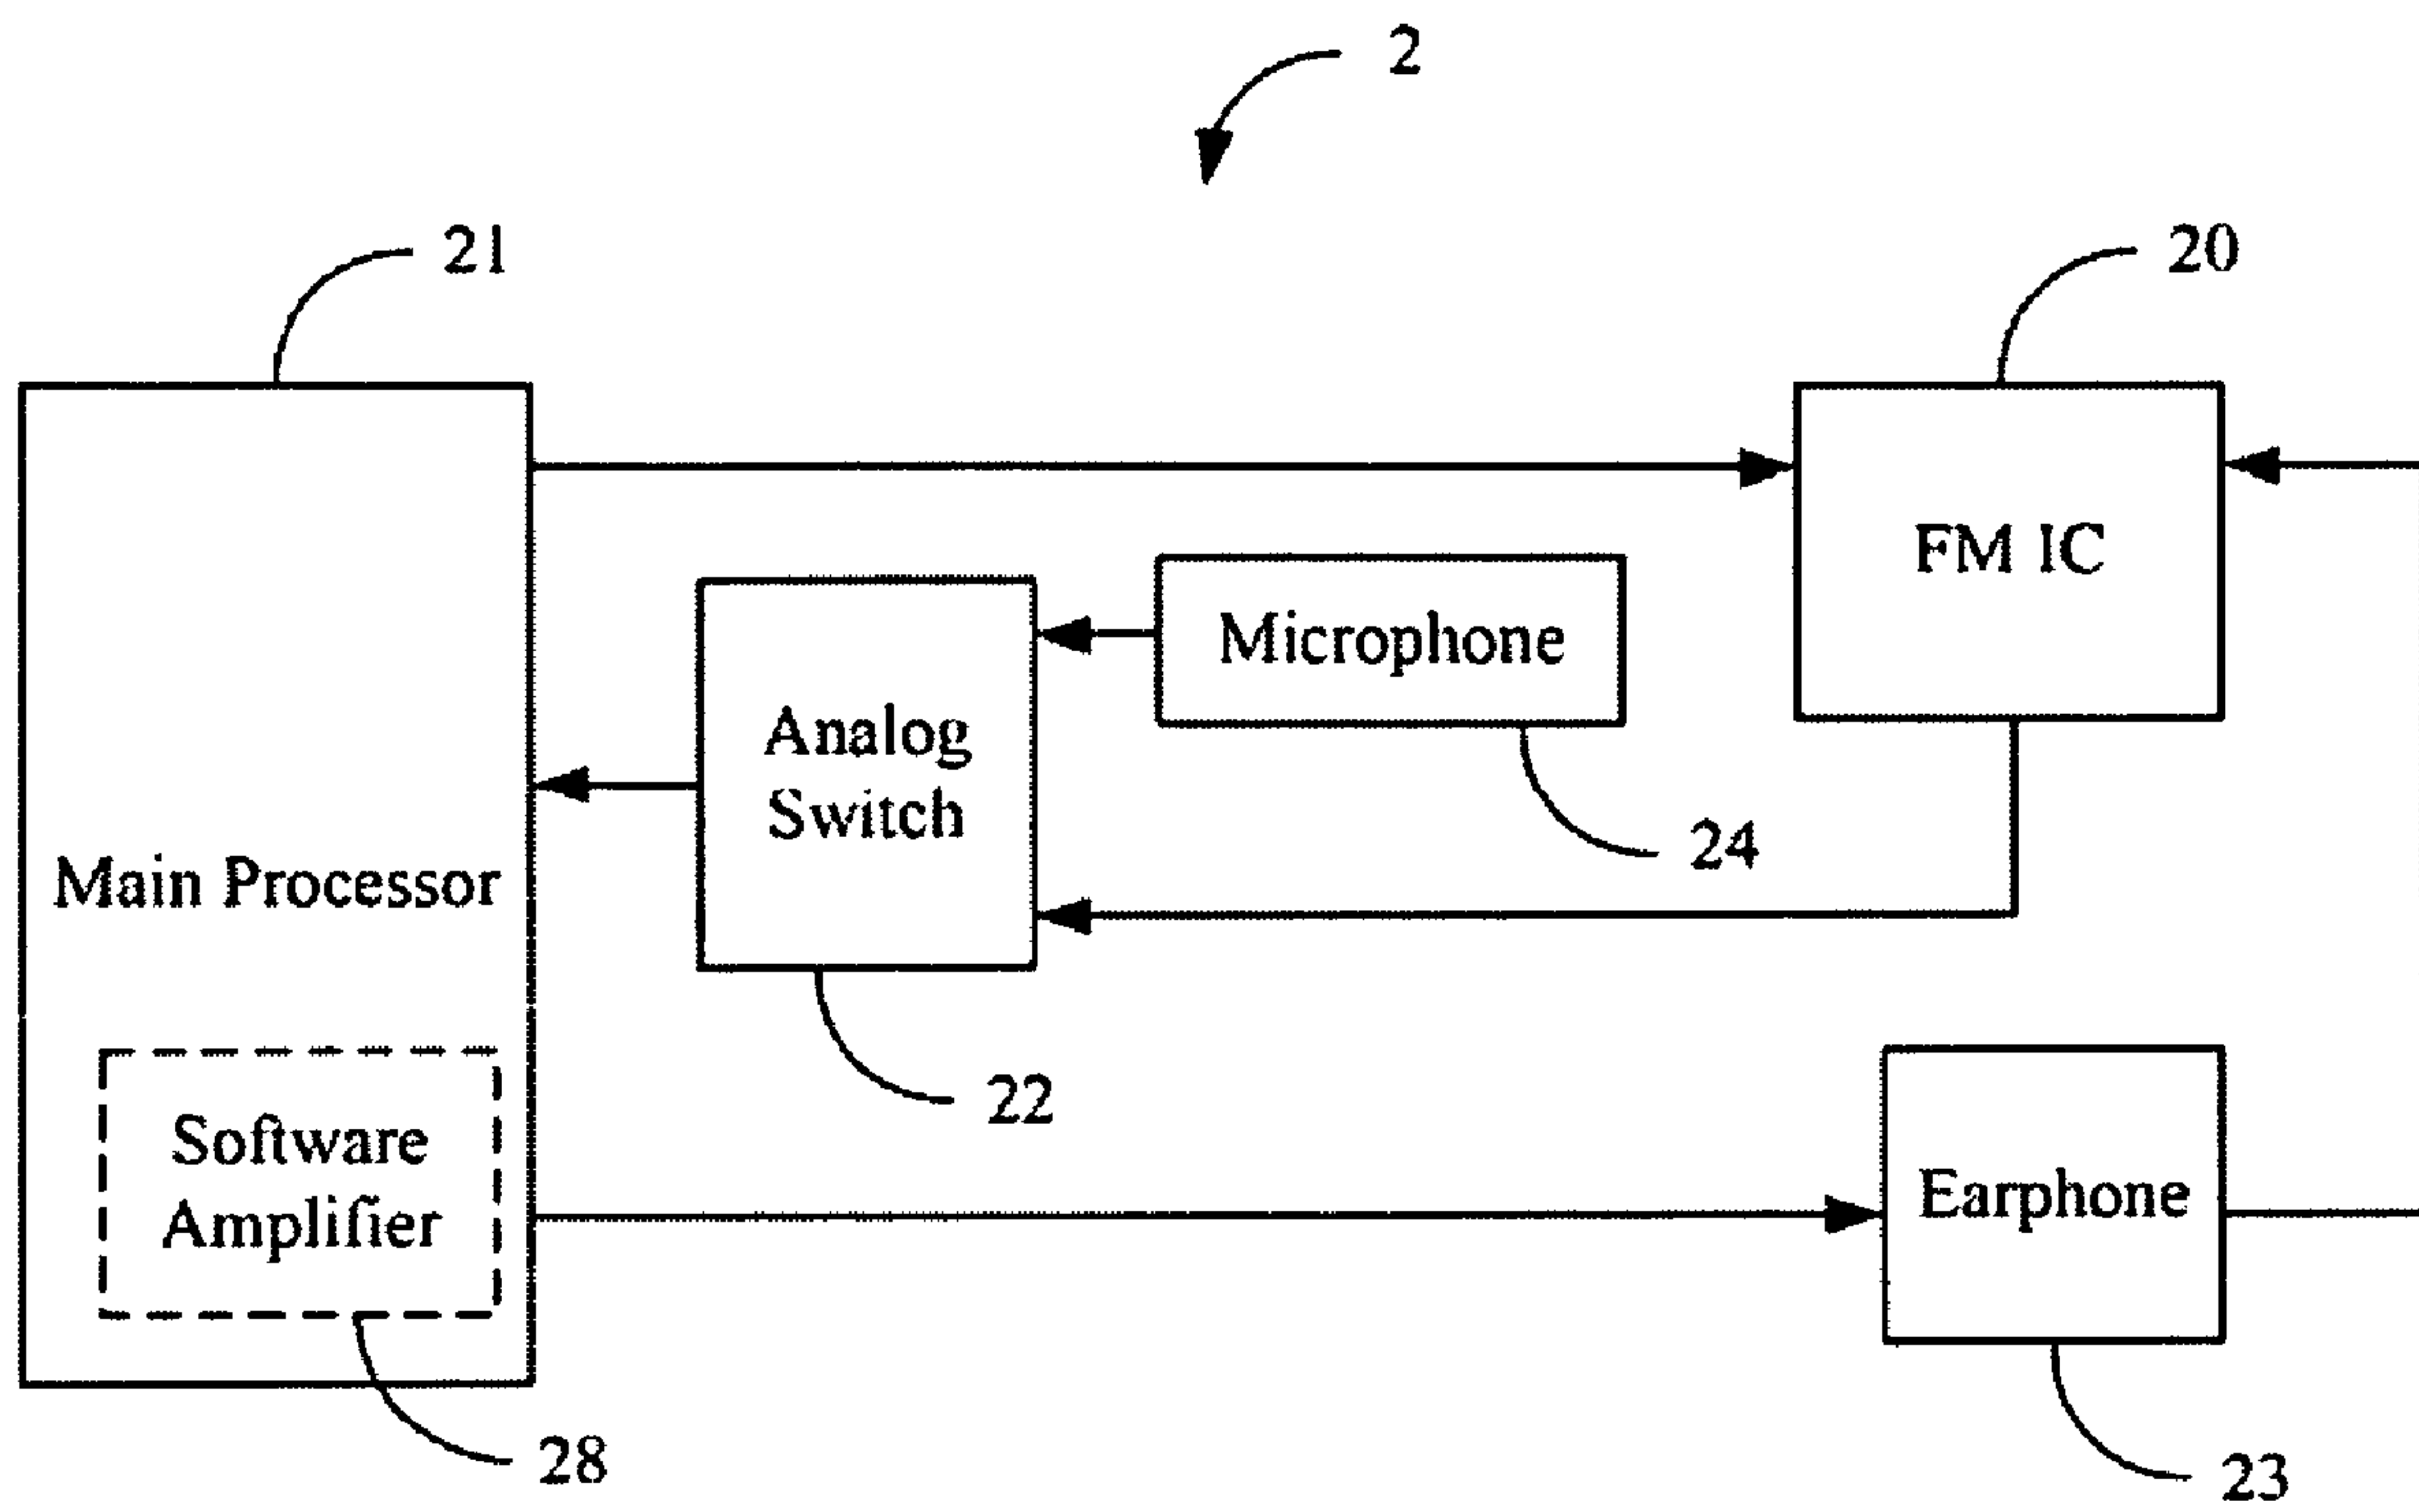 2
21
20
FM IC
Microphone
Analog
Switch
24
Main Processor
22
Software
Amplifier
Earphone
28
23